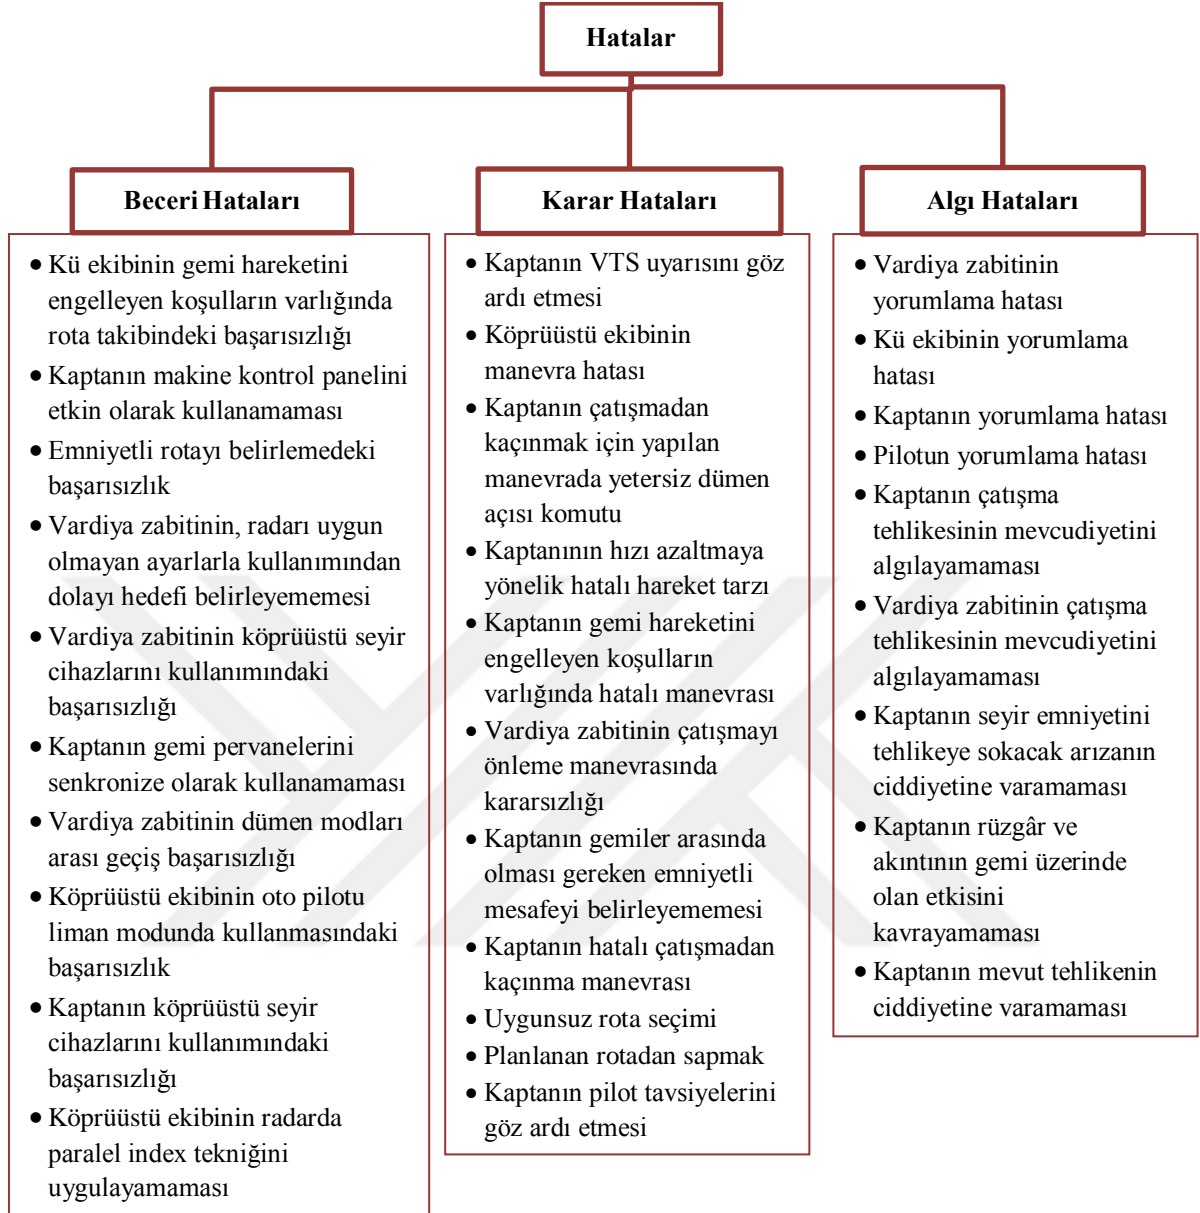 Hatalar
Beceri Hataları
• Kü ekibinin gemi hareketini
engelleyen koşulların varlığında
rota takibindeki başarısızlığı
• Kaptanın makine kontrol panelini
etkin olarak kullanamaması
• Emniyetli rotayı belirlemedeki
başarısızlık
• Vardiya zabitinin, radarı uygun
olmayan ayarlarla kullanımından
dolayı hedefi belirleyememesi
• Vardiya zabitinin köprüüstü seyir
cihazlarını kullanımındaki
başarısızlığı
• Kaptanın gemi pervanelerini
senkronize olarak kullanamaması
• Vardiya zabitinin dümen modları
arası geçiş başarısızlığı
• Köprüüstü ekibinin oto pilotu
liman modunda kullanmasındaki
başarısızlık
• Kaptanın köprüüstü seyir
cihazlarını kullanımındaki
başarısızlığı
• Köprüüstü ekibinin radarda
paralel index tekniğini
uygulayamaması
Karar Hataları
• Kaptanın VTS uyarısını göz
ardı etmesi
• Köprüüstü ekibinin
manevra hatası
• Kaptanın çatışmadan
kaçınmak için yapılan
manevrada yetersiz dümen
açısı komutu
• Kaptanının hızı azaltmaya
yönelik hatalı hareket tarzı
• Kaptanın gemi hareketini
engelleyen koşulların
varlığında hatalı manevrası
• Vardiya zabitinin çatışmayı
önleme manevrasında
kararsızlığı
• Kaptanın gemiler arasında
olması gereken emniyetli
mesafeyi belirleyememesi
• Kaptanın hatalı çatışmadan
kaçınma manevrası
• Uygunsuz rota seçimi
• Planlanan rotadan sapmak
• Kaptanın pilot tavsiyelerini
göz ardı etmesi
Algı Hataları
• Vardiya zabitinin
yorumlama hatası
• Kü ekibinin yorumlama
hatası
• Kaptanın yorumlama hatası
• Pilotun yorumlama hatası
• Kaptanın çatışma
tehlikesinin mevcudiyetini
algılayamaması
• Vardiya zabitinin çatışma
tehlikesinin mevcudiyetini
algılayamaması
• Kaptanın seyir emniyetini
tehlikeye sokacak arızanın
ciddiyetine varamaması
• Kaptanın rüzgâr ve
akıntının gemi üzerinde
olan etkisini
kavrayamaması
• Kaptanın mevut tehlikenin
ciddiyetine varamaması